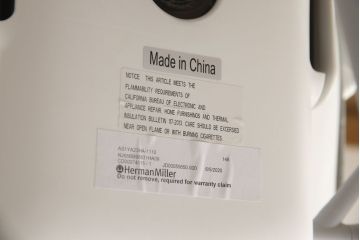 Made in China
NOTICE: THIS ARTICLE MEETS THE
FLAMMABILITY REQUIREMENTS OF
CALIFORNIA BUREAU OF ELECTRONIC AND
APPLIANCE REPAIR, HOME FURNISHINGS AND THERMAL
INSULATION BULLETIN 117-2013. CARE SHOULD BE EXCERSED
NEAR OPEN FLAME OR WITH BURNING CIGARETTES
HermanMiller
Do not remove, required for warranty claim